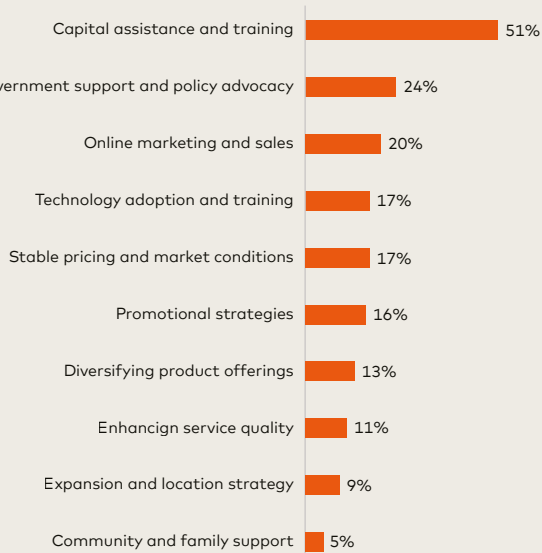 Capital assistance and training 51%
vernment support and policy advocacy 24%
Online marketing and sales 20%
Technology adoption and training 17%
Stable pricing and market conditions 17%
Promotional strategies 16%
Diversifying product offerings 13%
Enhancign service quality 11%
Expansion and location strategy 9%
Community and family support 5%